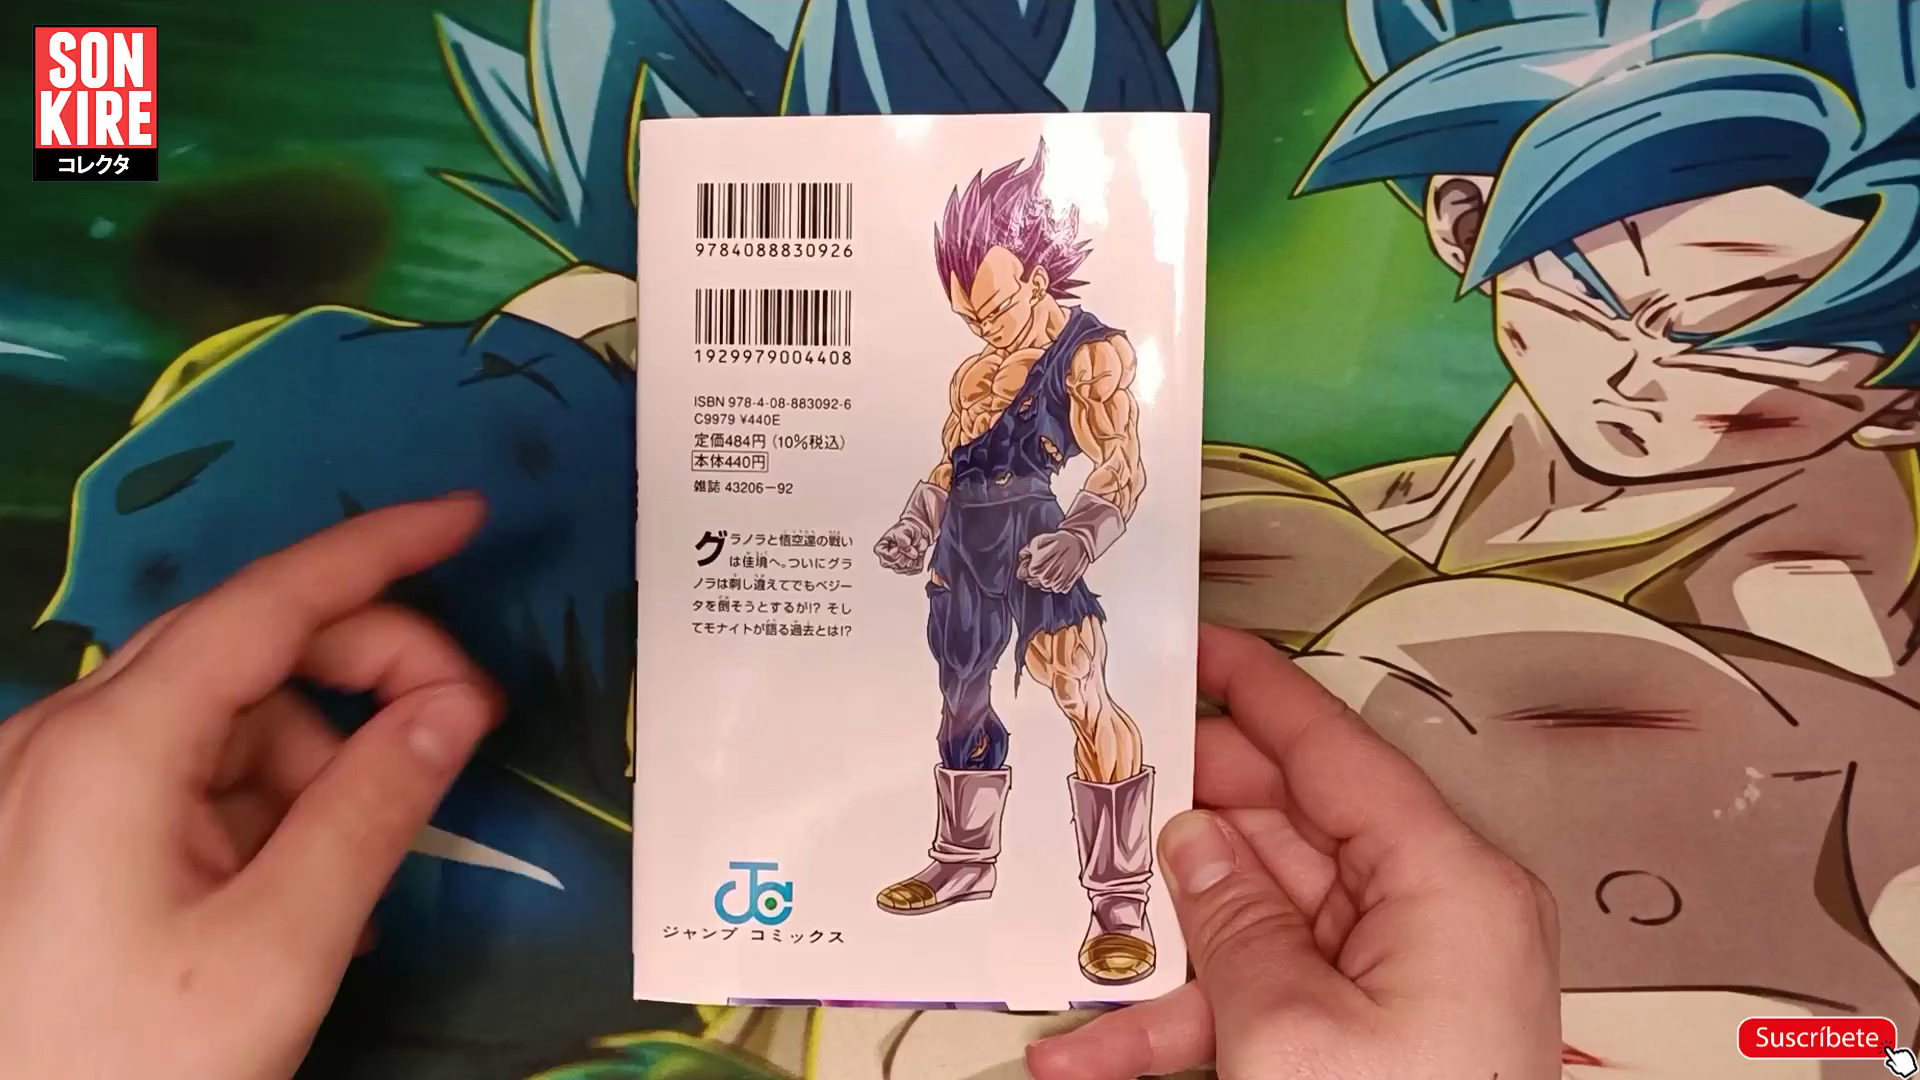 SON
KIRE
コレクタ
9784088830926
1929979004408
ISBN 978-4-08-883092-6
C9979 ¥440E
定価484円(10%税込)
本体440円
雑誌 43206-92
グラノラと悟空達の戦い
は佳境へ。ついにグラ
ノラは刺し違えてでもベジー
タを倒そうとするが!? そし
てモナイトが語る過去とは!?
JC
ジャンプ コミックス
Suscríbete